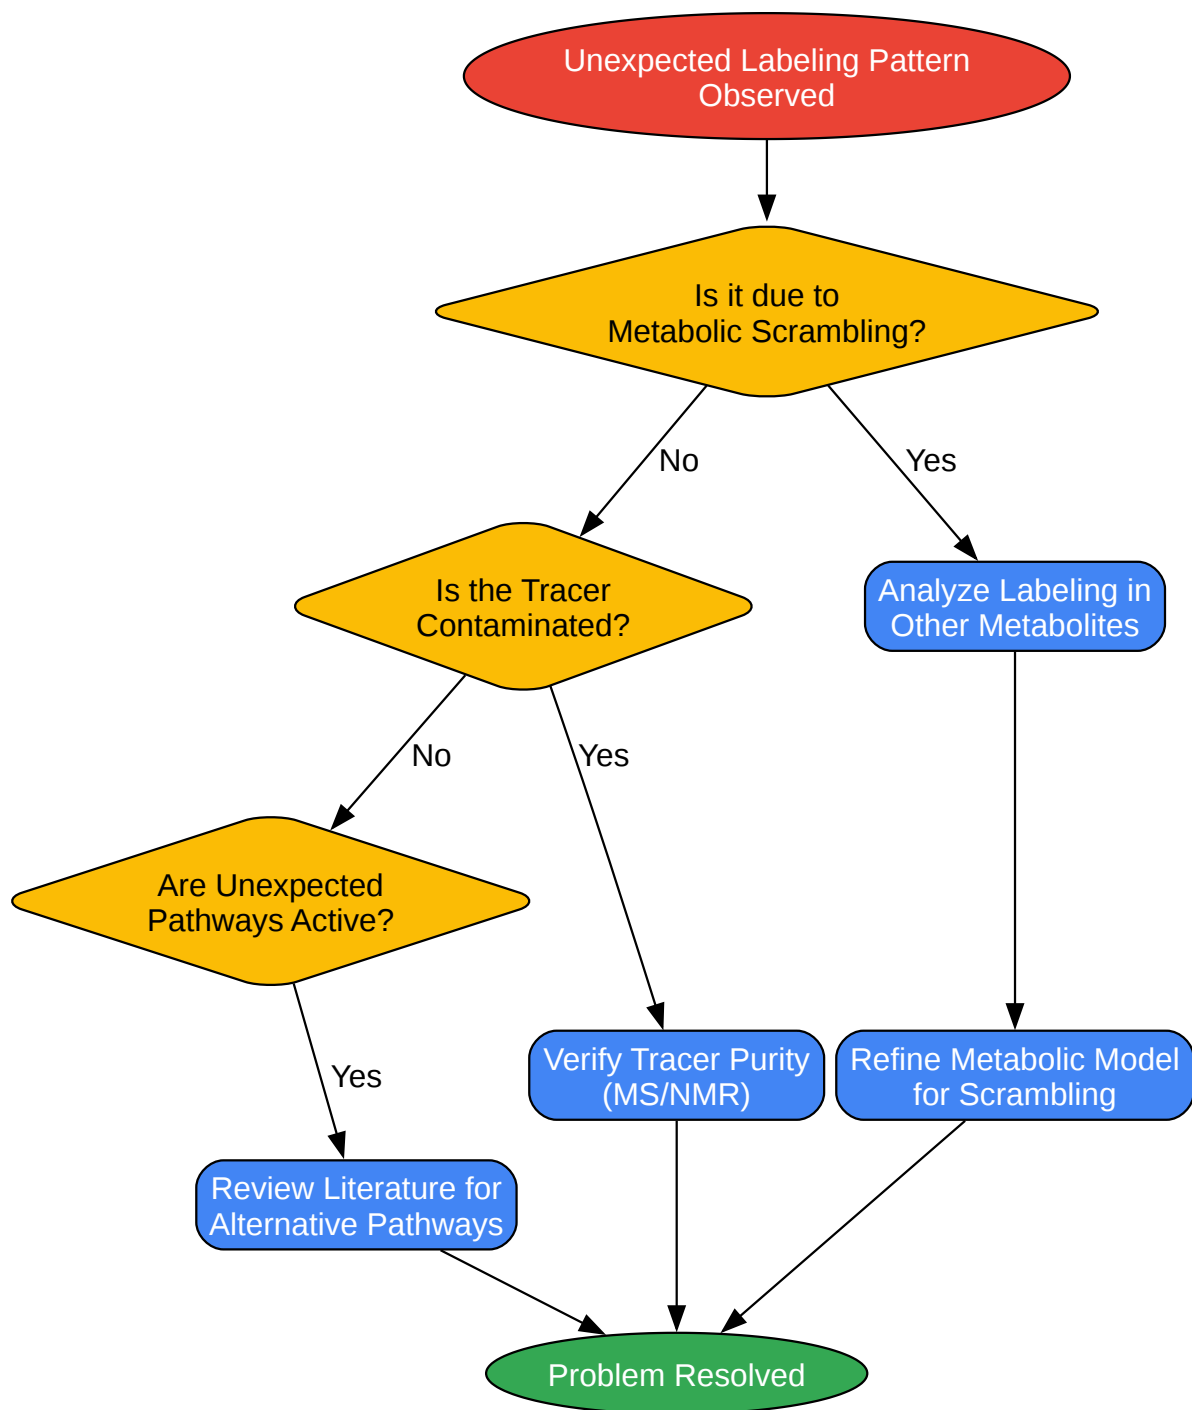 Unexpected Labeling Pattern
Observed
Is it due to
Metabolic Scrambling?
No
Yes
Is the Tracer
Contaminated?
Analyze Labeling in
Other Metabolites
No
Yes
Are Unexpected
Pathways Active?
Yes
Verify Tracer Purity
(MS/NMR)
Refine Metabolic Model
for Scrambling
Review Literature for
Alternative Pathways
Problem Resolved